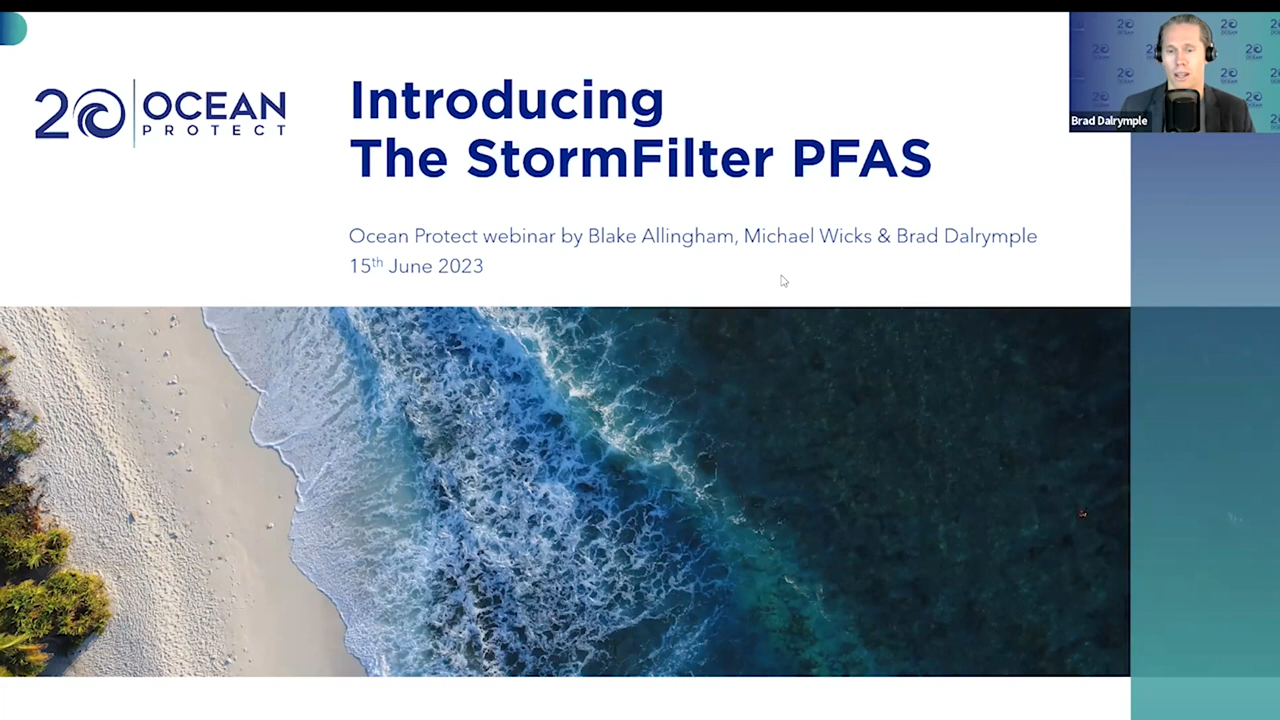 20 OCEAN
PROTECT
Introducing
The StormFilter PFAS
Ocean Protect webinar by Blake Allingham, Michael Wicks & Brad Dalrymple
15th June 2023
Brad Dalrymple